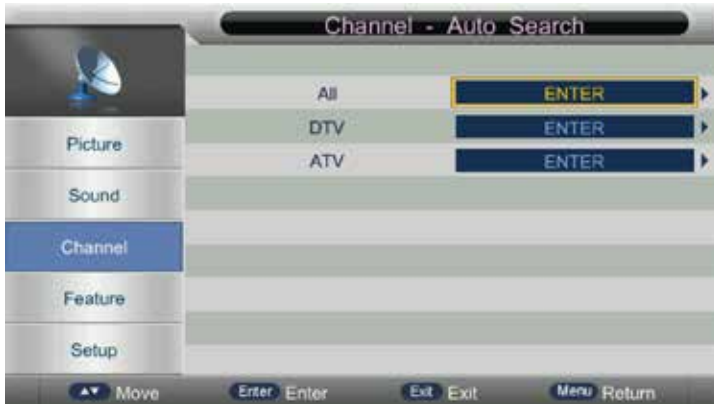 Channel - Auto Search
All ENTER
DTV ENTER
ATV ENTER
Picture
Sound
Channel
Feature
Setup
▲▼ Move Enter Enter Exit Exit Menu Return